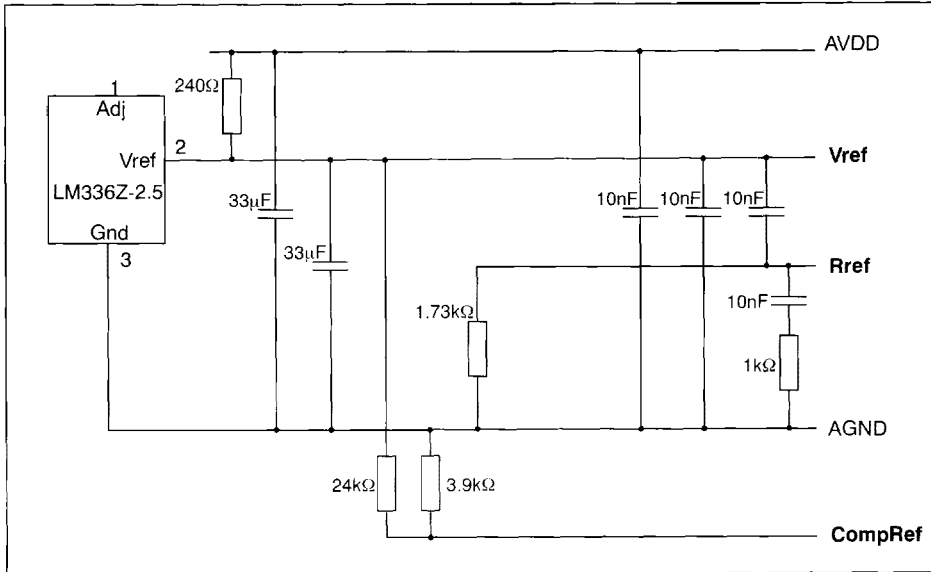 AVDD
240Ω
1
Adj
2
Vref
Vref
LM336Z-2.5
33µF
10nF 10nF 10nF
Gnd
33µF
3
Rref
1.73kΩ
10nF
1kΩ
AGND
24kΩ
3.9kΩ
CompRef